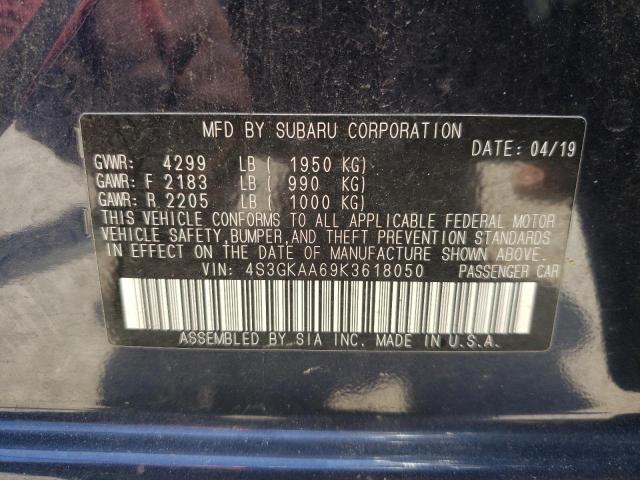 MFD BY SUBARU CORPORATION
DATE: 04/19
GVWR: 4299 LB ( 1950 KG)
GAWR: F 2183 LB ( 990 KG)
GAWR: R 2205 LB ( 1000 KG)
THIS VEHICLE CONFORMS TO ALL APPLICABLE FEDERAL MOTOR
VEHICLE SAFETY, BUMPER, AND THEFT PREVENTION STANDARDS
IN EFFECT ON THE DATE OF MANUFACTURE SHOWN ABOVE.
VIN: 4S3GKAA69K3618050 PASSENGER CAR
ASSEMBLED BY SIA INC. MADE IN U.S.A.